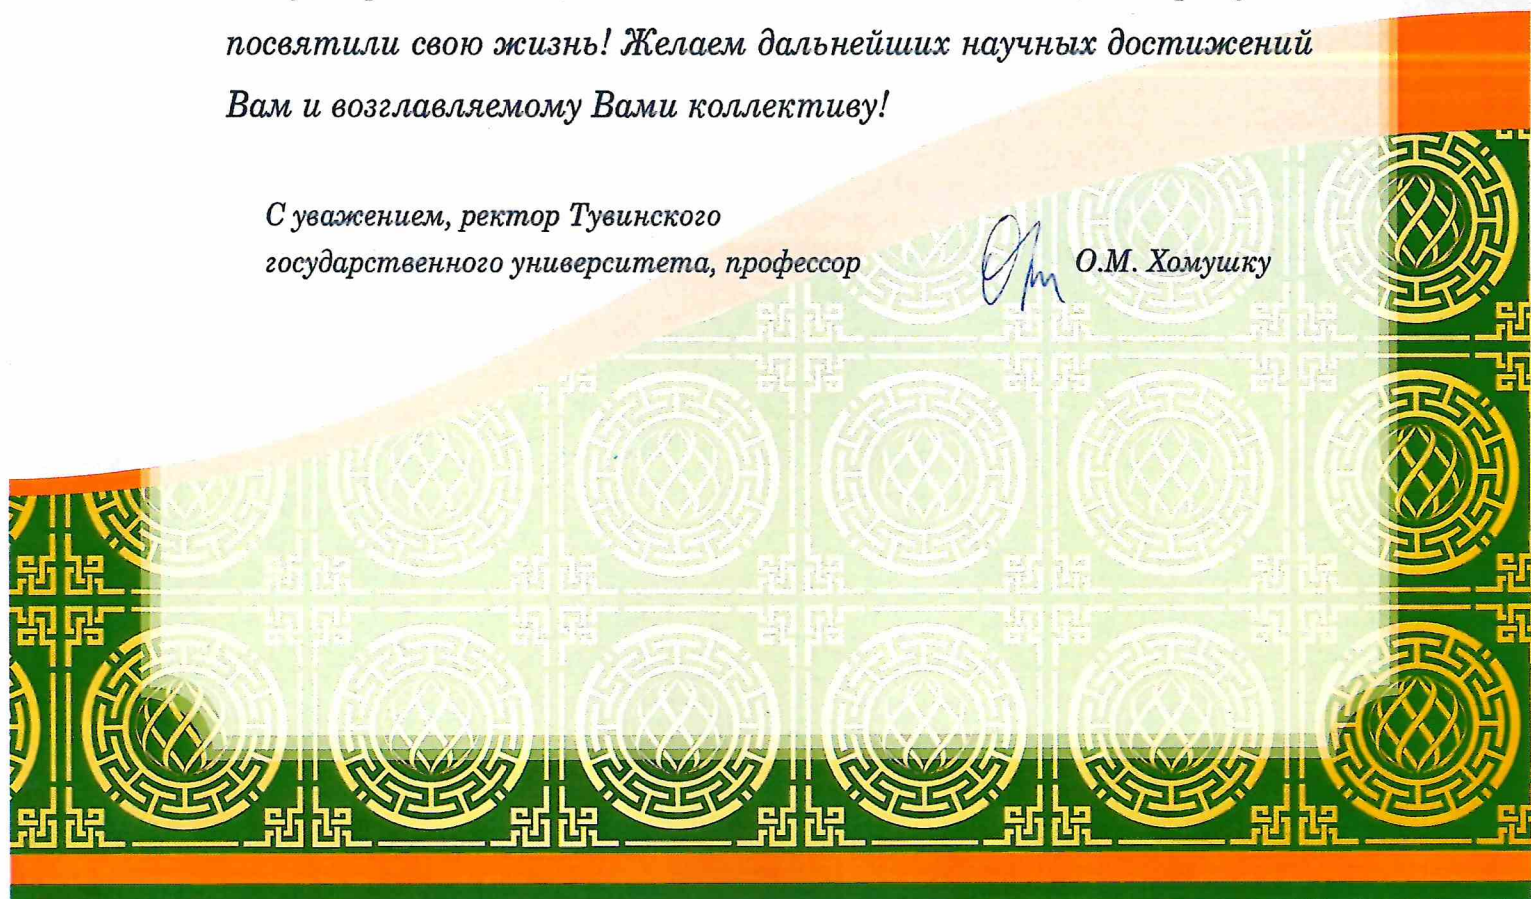 посвятили свою жизнь! Желаем дальнейших научных достижений
Вам и возглавляемому Вами коллективу!
С уважением, ректор Тувинского
государственного университета, профессор О.М. Хомушку